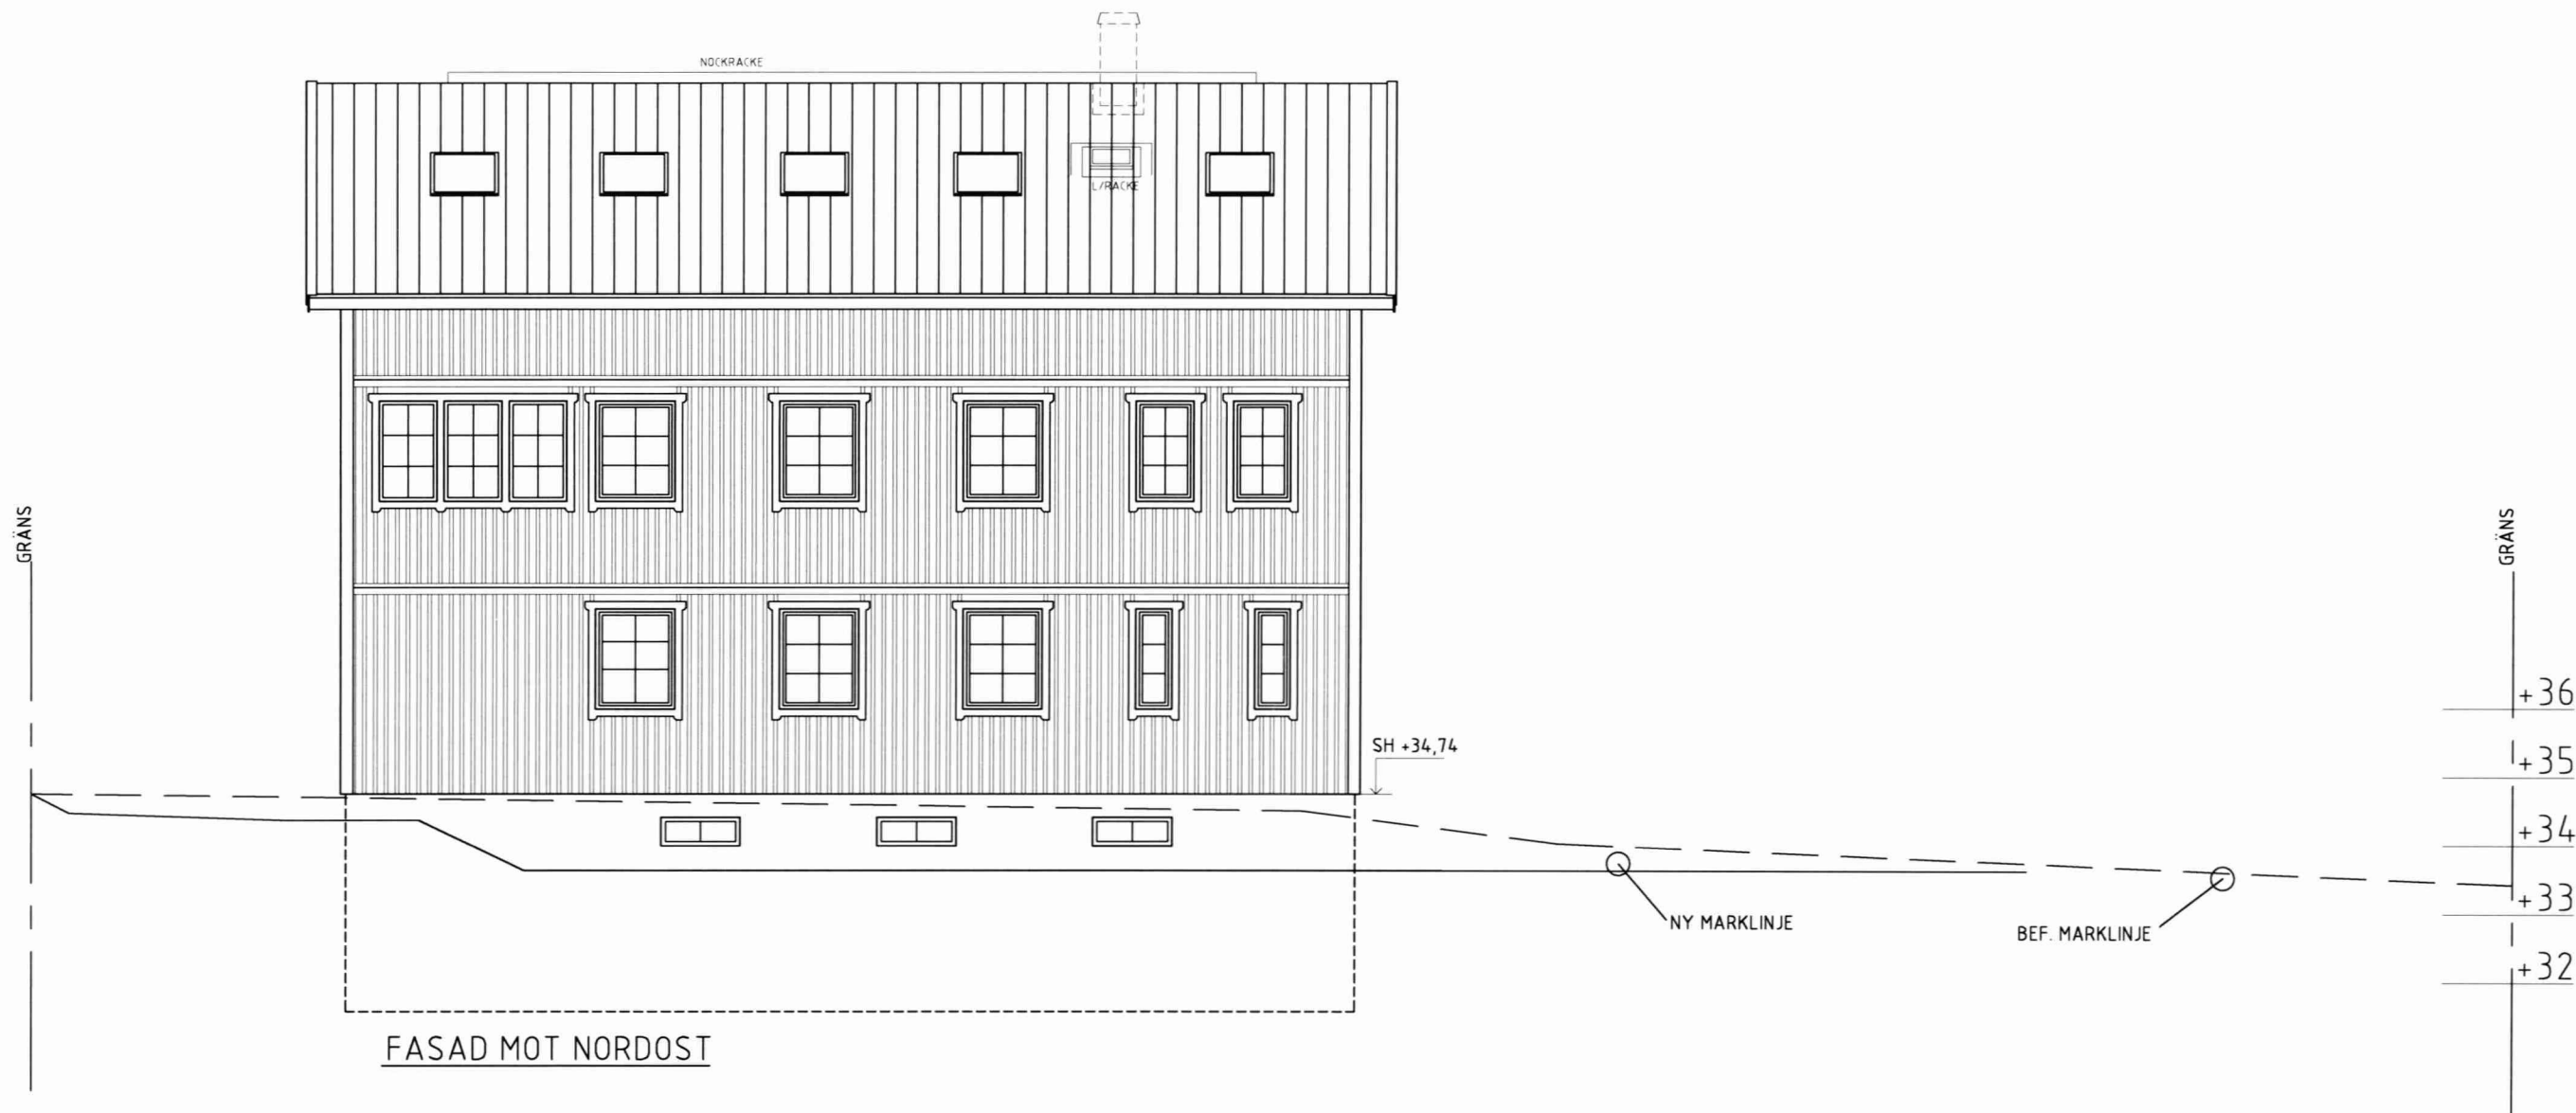 NOCKRÄCKE
L/RÄCKE
GRÄNS
GRÄNS
+36
SH +34,74
+35
+34
+33
NY MARKLINJE
BEF. MARKLINJE
+32
FASAD MOT NORDOST